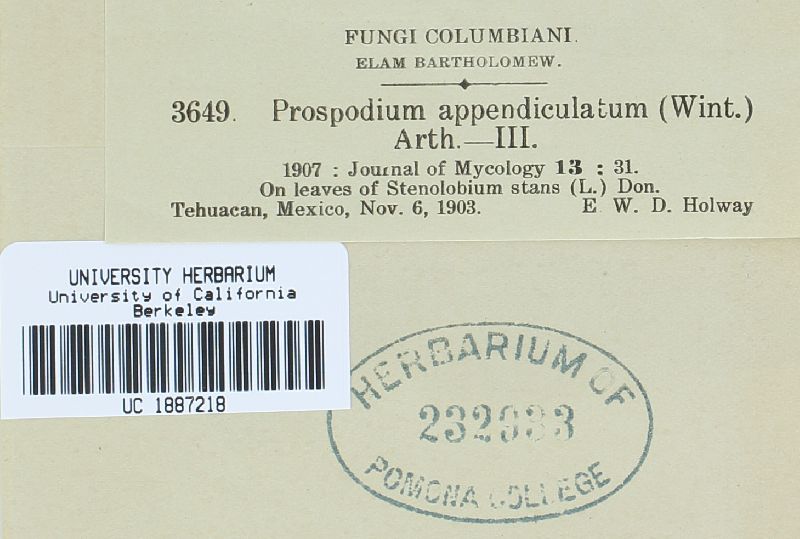 FUNGI COLUMBIANI.
ELAM BARTHOLOMEW.
3649. Prospodium appendiculatum (Wint.)
Arth.—III.
1907 : Journal of Mycology 13 : 31.
On leaves of Stenolobium stans (L.) Don.
Tehuacan, Mexico, Nov. 6, 1903. E. W. D. Holway
UNIVERSITY HERBARIUM
University of California
Berkeley
UC 1887218
HERBARIUM OF
POMONA COLLEGE